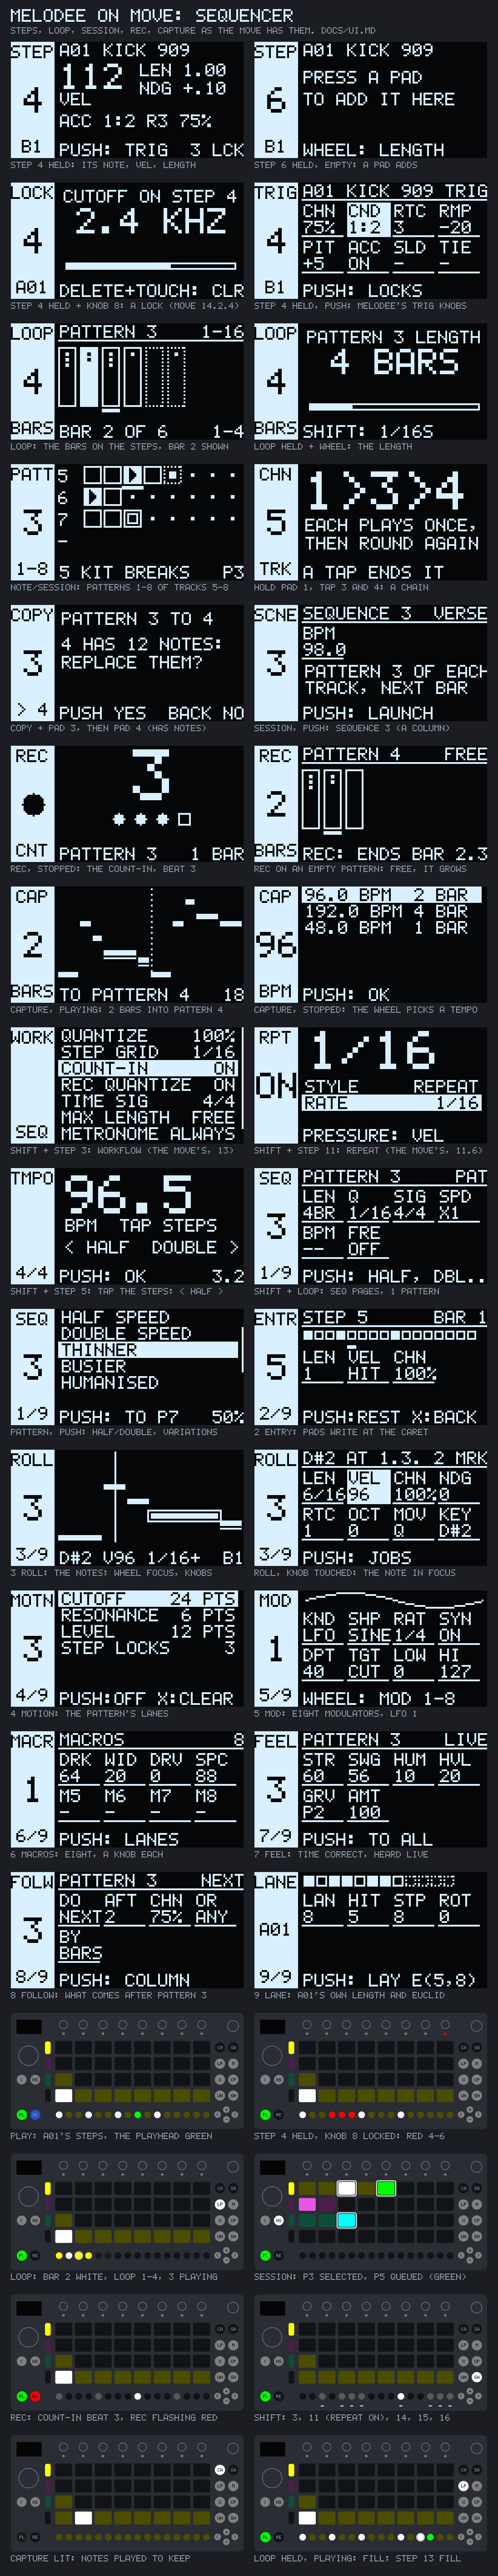 MELODEE ON MOVE: SEQUENCER
STEPS, LOOP, SESSION, REC, CAPTURE AS THE MOVE HAS THEM. DOCS/UI.MD
STEP
4
B1
A01 KICK 909
112 LEN 1.00
NDG +.10
VEL
ACC 1:2 R3 75%
PUSH: TRIG 3 LCK
STEP 4 HELD: ITS NOTE, VEL, LENGTH
STEP
6
B1
A01 KICK 909
PRESS A PAD
TO ADD IT HERE
WHEEL: LENGTH
STEP 6 HELD, EMPTY: A PAD ADDS
LOCK
4
A01
CUTOFF ON STEP 4
2.4 KHZ
DELETE+TOUCH: CLR
STEP 4 HELD + KNOB 8: A LOCK (MOVE 14.2.4)
TRIG
4
B1
A01 KICK 909 TRIG
CHN CND RTC RMP
75% 1:2 3 -20
PIT ACC SLD TIE
+5 ON - -
PUSH: LOCKS
STEP 4 HELD, PUSH: MELODEE'S TRIG KNOBS
LOOP
4
BARS
PATTERN 3 1-16
BAR 2 OF 6 1-4
LOOP: THE BARS ON THE STEPS, BAR 2 SHOWN
LOOP
4
BARS
PATTERN 3 LENGTH
4 BARS
SHIFT: 1/16S
LOOP HELD + WHEEL: THE LENGTH
PATT
3
1-8
5
6
7
-
5 KIT BREAKS P3
NOTE/SESSION: PATTERNS 1-8 OF TRACKS 5-8
CHN
5
TRK
1>3>4
EACH PLAYS ONCE,
THEN ROUND AGAIN
A TAP ENDS IT
HOLD PAD 1, TAP 3 AND 4: A CHAIN
COPY
3
> 4
PATTERN 3 TO 4
4 HAS 12 NOTES:
REPLACE THEM?
PUSH YES BACK NO
COPY + PAD 3, THEN PAD 4 (HAS NOTES)
SCNE
3
SEQUENCE 3 VERSE
BPM
98.0
PATTERN 3 OF EACH
TRACK, NEXT BAR
PUSH: LAUNCH
SESSION, PUSH: SEQUENCE 3 (A COLUMN)
REC
CNT
3
PATTERN 3 1 BAR
REC, STOPPED: THE COUNT-IN, BEAT 3
REC
2
BARS
PATTERN 4 FREE
REC: ENDS BAR 2.3
REC ON AN EMPTY PATTERN: FREE, IT GROWS
CAP
2
BARS
TO PATTERN 4 18
CAPTURE, PLAYING: 2 BARS INTO PATTERN 4
CAP
96
BPM
96.0 BPM 2 BAR
192.0 BPM 4 BAR
48.0 BPM 1 BAR
PUSH: OK
CAPTURE, STOPPED: THE WHEEL PICKS A TEMPO
WORK
SEQ
QUANTIZE 100%
STEP GRID 1/16
COUNT-IN ON
REC QUANTIZE ON
TIME SIG 4/4
MAX LENGTH FREE
METRONOME ALWAYS
SHIFT + STEP 3: WORKFLOW (THE MOVE'S, 13)
RPT
ON
1/16
STYLE REPEAT
RATE 1/16
PRESSURE: VEL
SHIFT + STEP 11: REPEAT (THE MOVE'S, 11.6)
TMPO
4/4
96.5
BPM TAP STEPS
< HALF DOUBLE >
PUSH: OK 3.2
SHIFT + STEP 5: TAP THE STEPS; < HALF >
SEQ
3
1/9
PATTERN 3 PAT
LEN Q SIG SPD
4BR 1/16 4/4 X1
BPM FRE
-- OFF
PUSH: HALF, DBL..
SHIFT + LOOP: SEQ PAGES, 1 PATTERN
SEQ
3
1/9
HALF SPEED
DOUBLE SPEED
THINNER
BUSIER
HUMANISED
PUSH: TO P7 50%
PATTERN, PUSH: HALF/DOUBLE, VARIATIONS
ENTR
5
2/9
STEP 5 BAR 1
LEN VEL CHN
1 HIT 100%
PUSH:REST X:BACK
2 ENTRY: PADS WRITE AT THE CARET
ROLL
3
3/9
D#2 V96 1/16+ B1
3 ROLL: THE NOTES: WHEEL FOCUS, KNOBS
ROLL
3
3/9
D#2 AT 1.3. 2 MRK
LEN VEL CHN NDG
6/16 96 100% 0
RTC OCT MOV KEY
1 0 Q D#2
PUSH: JOBS
ROLL, KNOB TOUCHED: THE NOTE IN FOCUS
MOTN
3
4/9
CUTOFF 24 PTS
RESONANCE 6 PTS
LEVEL 12 PTS
STEP LOCKS 3
PUSH:OFF X:CLEAR
4 MOTION: THE PATTERN'S LANES
MOD
1
5/9
KND SHP RAT SYN
LFO SINE 1/4 ON
DPT TGT LOW HI
40 CUT 0 127
WHEEL: MOD 1-8
5 MOD: EIGHT MODULATORS, LFO 1
MACR
1
6/9
MACROS 8
DRK WID DRV SPC
64 20 0 88
M5 M6 M7 M8
- - - -
PUSH: LANES
6 MACROS: EIGHT, A KNOB EACH
FEEL
3
7/9
PATTERN 3 LIVE
STR SWG HUM HVL
60 56 10 20
GRV AMT
P2 100
PUSH: TO ALL
7 FEEL: TIME CORRECT, HEARD LIVE
FOLW
3
8/9
PATTERN 3 NEXT
DO AFT CHN OR
NEXT 2 75% ANY
BY
BARS
PUSH: COLUMN
8 FOLLOW: WHAT COMES AFTER PATTERN 3
LANE
A01
9/9
LAN HIT STP ROT
8 5 8 0
PUSH: LAY E(5,8)
9 LANE: A01'S OWN LENGTH AND EUCLID
PLAY: A01'S STEPS, THE PLAYHEAD GREEN
STEP 4 HELD, KNOB 8 LOCKED: RED 4-6
LOOP: BAR 2 WHITE, LOOP 1-4, 3 PLAYING
SESSION: P3 SELECTED, P5 QUEUED (GREEN)
REC: COUNT-IN BEAT 3, REC FLASHING RED
SHIFT: 3, 11 (REPEAT ON), 14, 15, 16
CAPTURE LIT: NOTES PLAYED TO KEEP
LOOP HELD, PLAYING: FILL: STEP 13 FILL